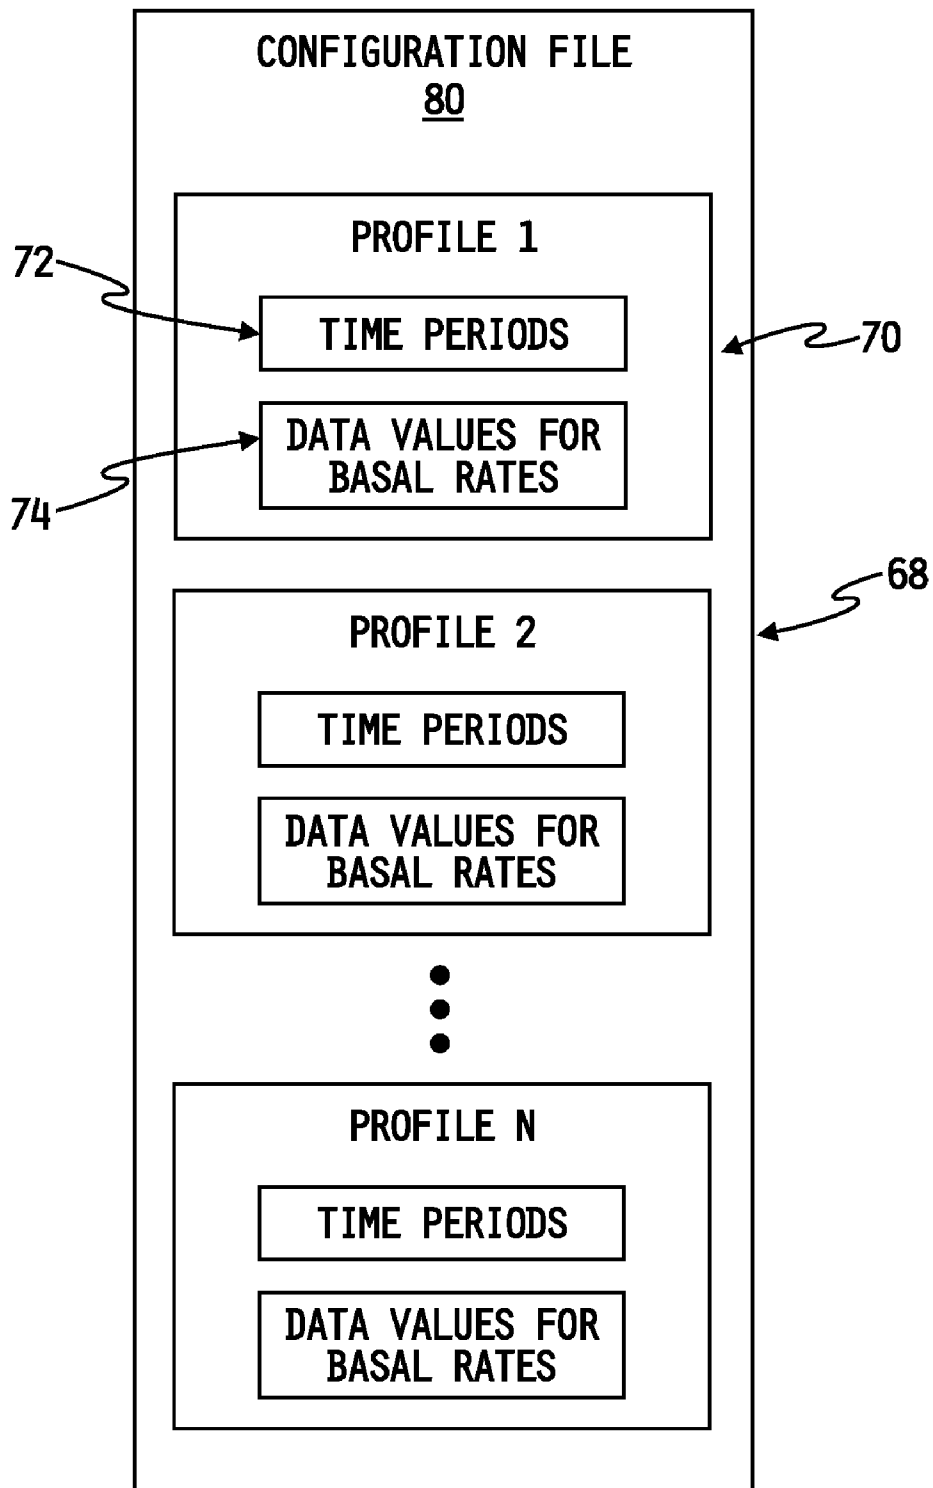 CONFIGURATION FILE
80
PROFILE 1
72
TIME PERIODS
70
DATA VALUES FOR
BASAL RATES
74
68
PROFILE 2
TIME PERIODS
DATA VALUES FOR
BASAL RATES
PROFILE N
TIME PERIODS
DATA VALUES FOR
BASAL RATES